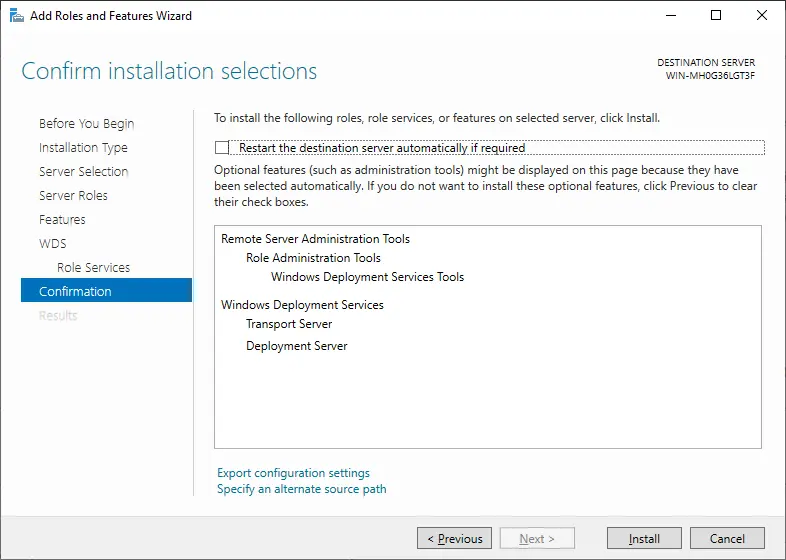 Add Roles and Features Wizard
Confirm installation selections
DESTINATION SERVER
WIN-MH0G36LGT3F
Before You Begin
Installation Type
Server Selection
Server Roles
Features
WDS
Role Services
Confirmation
Results
To install the following roles, role services, or features on selected server, click Install.
Restart the destination server automatically if required
Optional features (such as administration tools) might be displayed on this page because they have
been selected automatically. If you do not want to install these optional features, click Previous to clear
their check boxes.
Remote Server Administration Tools
Role Administration Tools
Windows Deployment Services Tools
Windows Deployment Services
Transport Server
Deployment Server
Export configuration settings
Specify an alternate source path
< Previous
Next >
Install
Cancel